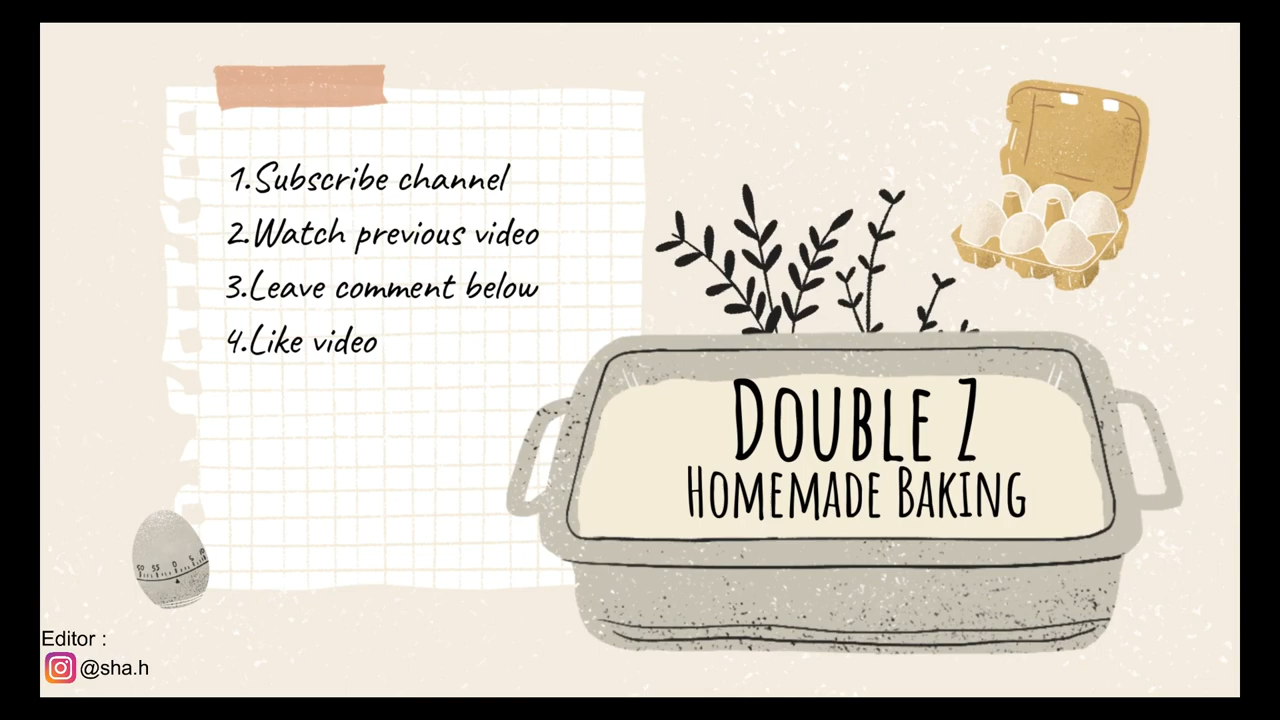 1.Subscribe channel
2.Watch previous video
3.Leave comment below
4.Like video
Double Z
Homemade Baking
Editor :
@sha.h